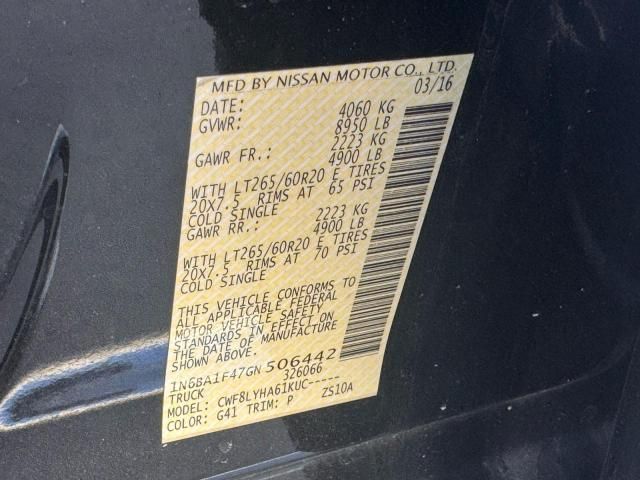 MFD BY NISSAN MOTOR CO., LTD.
DATE: 03/16
GVWR: 4060 KG
8950 LB
GAWR FR.: 2223 KG
4900 LB
WITH LT265/60R20 E TIRES
20X7.5 RIMS AT 65 PSI
COLD SINGLE
GAWR RR.: 2223 KG
4900 LB
WITH LT265/60R20 E TIRES
20X7.5 RIMS AT 70 PSI
COLD SINGLE
THIS VEHICLE CONFORMS TO
ALL APPLICABLE FEDERAL
MOTOR VEHICLE SAFETY
STANDARDS IN EFFECT ON
THE DATE OF MANUFACTURE
SHOWN ABOVE.
1N6BA1F47GN506442
TRUCK 326066
MODEL: CWF8LYHA61KUC-----
COLOR: G41 TRIM: P ZS10A